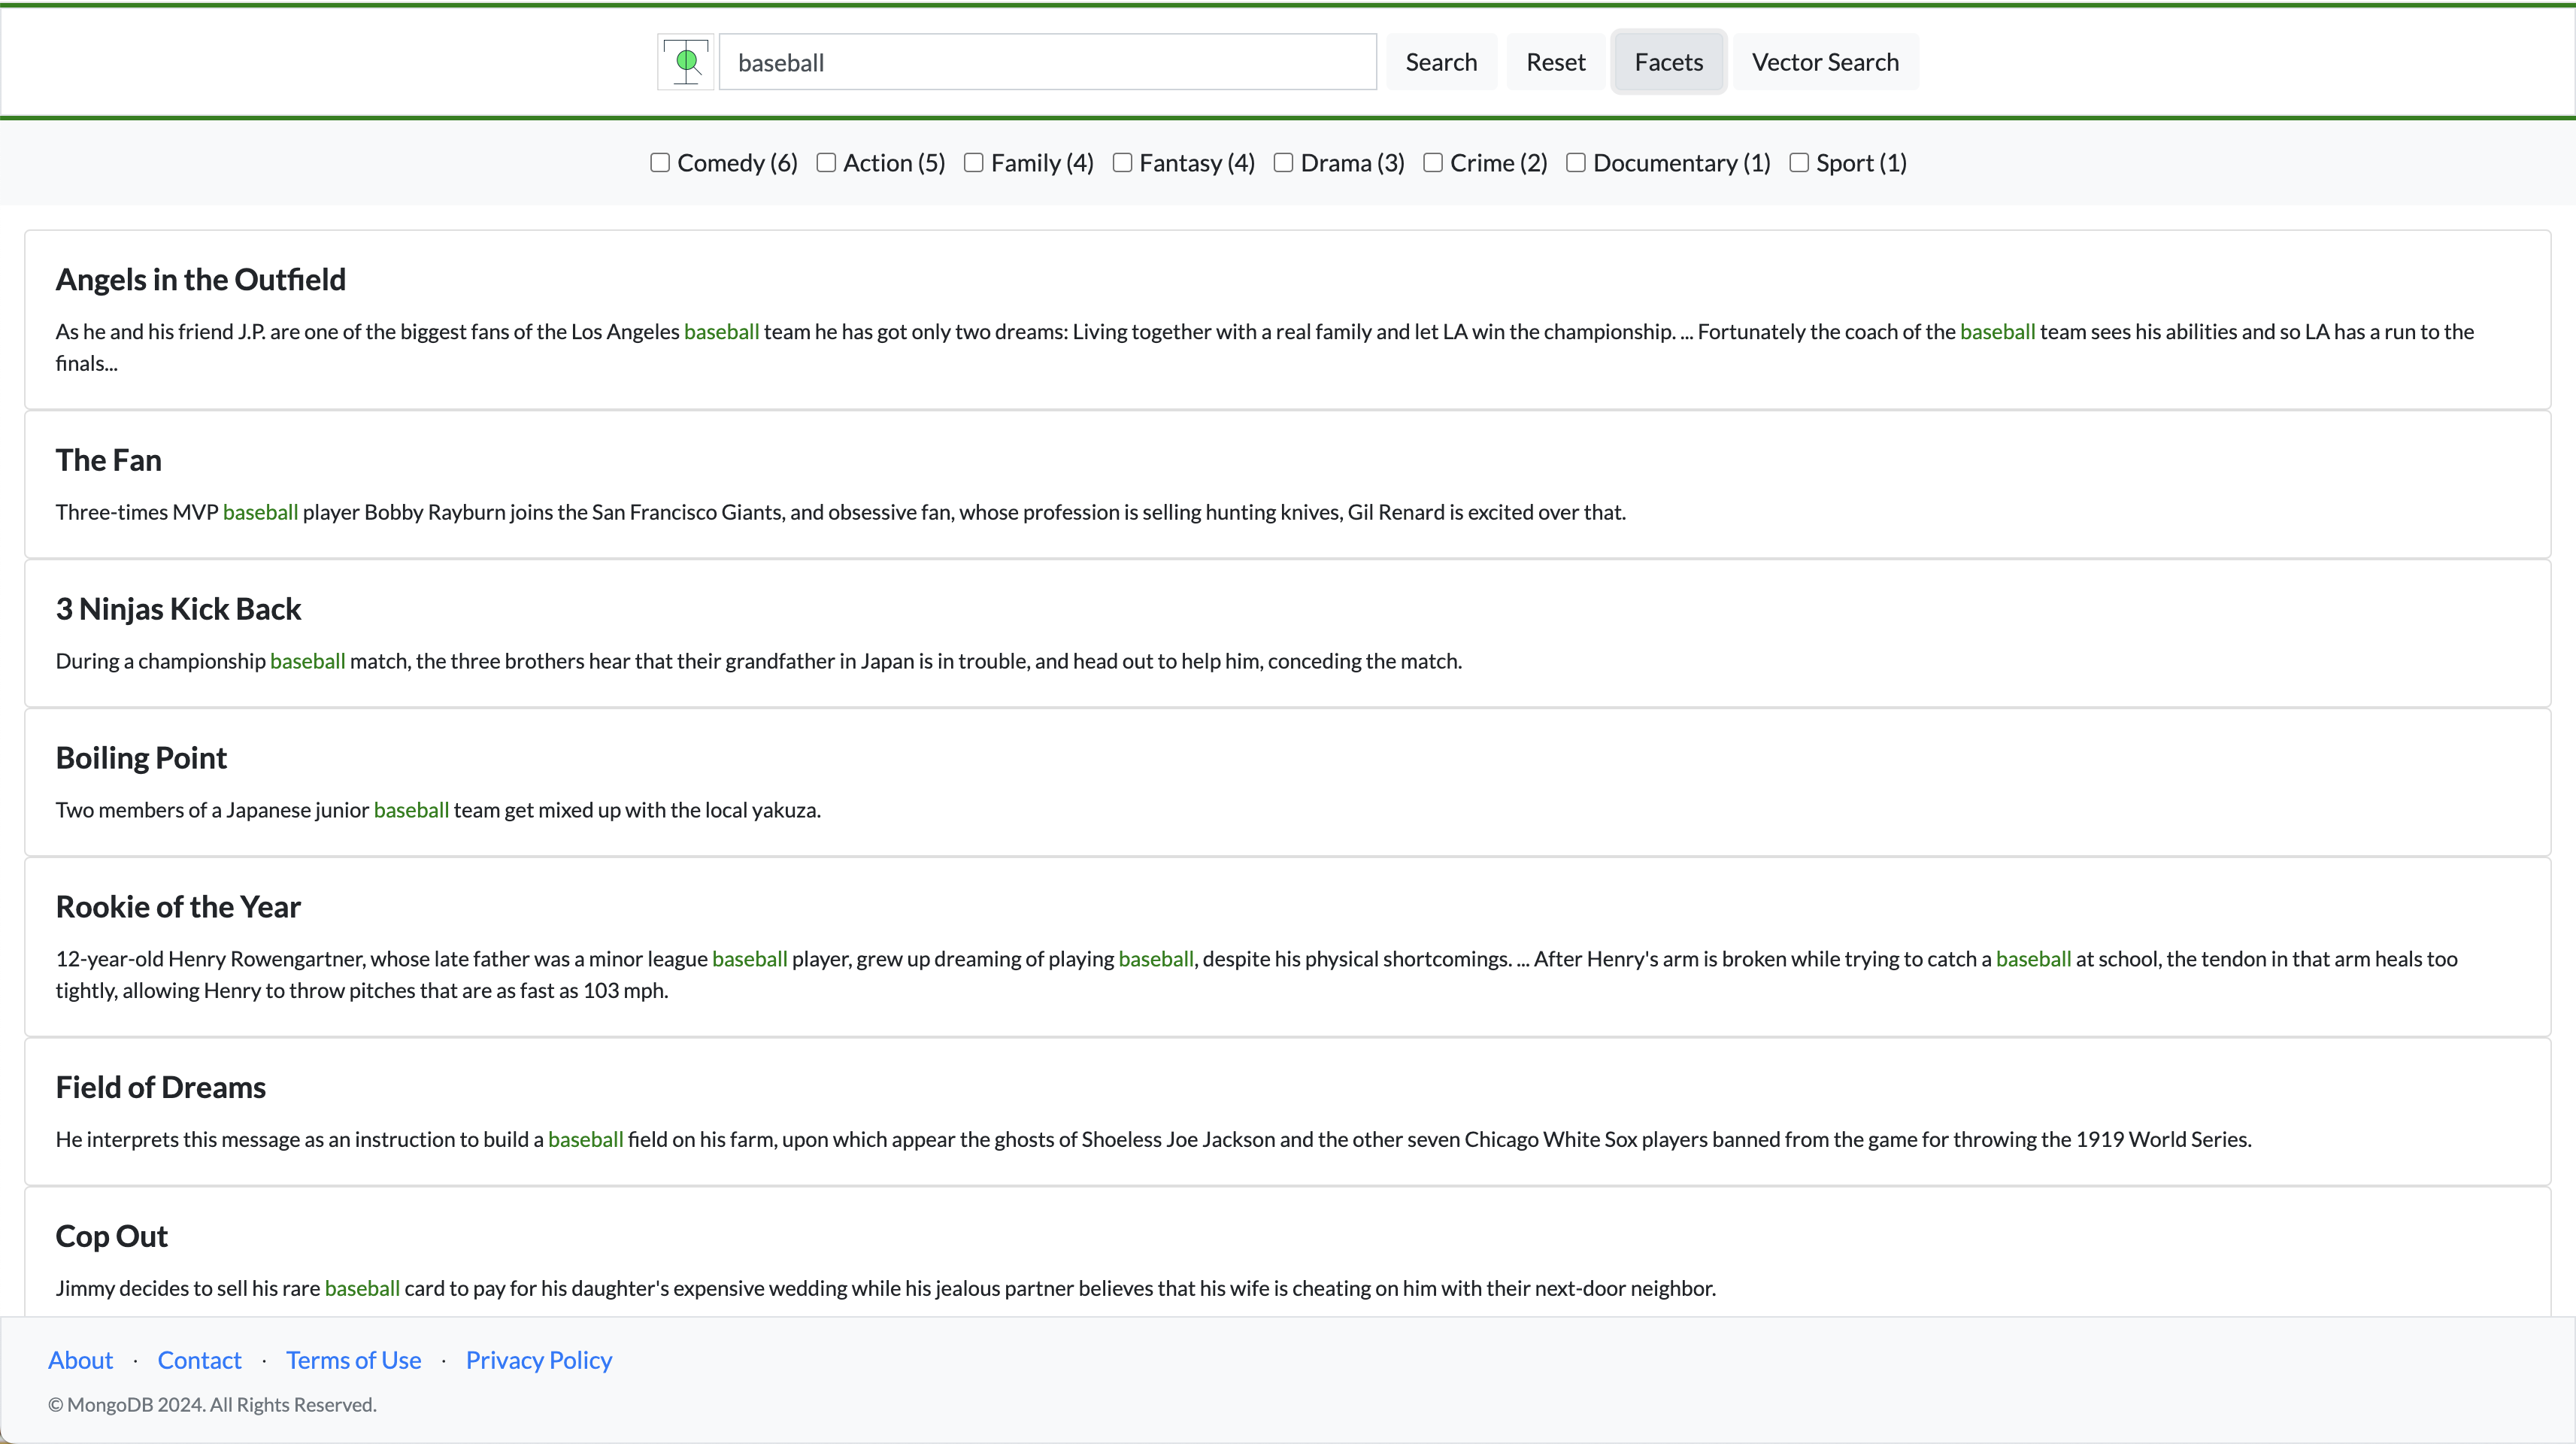 baseball Search Reset Facets Vector Search
Comedy (6) Action (5) Family (4) Fantasy (4) Drama (3) Crime (2) Documentary (1) Sport (1)
Angels in the Outfield
As he and his friend J.P. are one of the biggest fans of the Los Angeles baseball team he has got only two dreams: Living together with a real family and let LA win the championship. ... Fortunately the coach of the baseball team sees his abilities and so LA has a run to the
finals...
The Fan
Three-times MVP baseball player Bobby Rayburn joins the San Francisco Giants, and obsessive fan, whose profession is selling hunting knives, Gil Renard is excited over that.
3 Ninjas Kick Back
During a championship baseball match, the three brothers hear that their grandfather in Japan is in trouble, and head out to help him, conceding the match.
Boiling Point
Two members of a Japanese junior baseball team get mixed up with the local yakuza.
Rookie of the Year
12-year-old Henry Rowengartner, whose late father was a minor league baseball player, grew up dreaming of playing baseball, despite his physical shortcomings. ... After Henry's arm is broken while trying to catch a baseball at school, the tendon in that arm heals too
tightly, allowing Henry to throw pitches that are as fast as 103 mph.
Field of Dreams
He interprets this message as an instruction to build a baseball field on his farm, upon which appear the ghosts of Shoeless Joe Jackson and the other seven Chicago White Sox players banned from the game for throwing the 1919 World Series.
Cop Out
Jimmy decides to sell his rare baseball card to pay for his daughter's expensive wedding while his jealous partner believes that his wife is cheating on him with their next-door neighbor.
About · Contact · Terms of Use · Privacy Policy
© MongoDB 2024. All Rights Reserved.